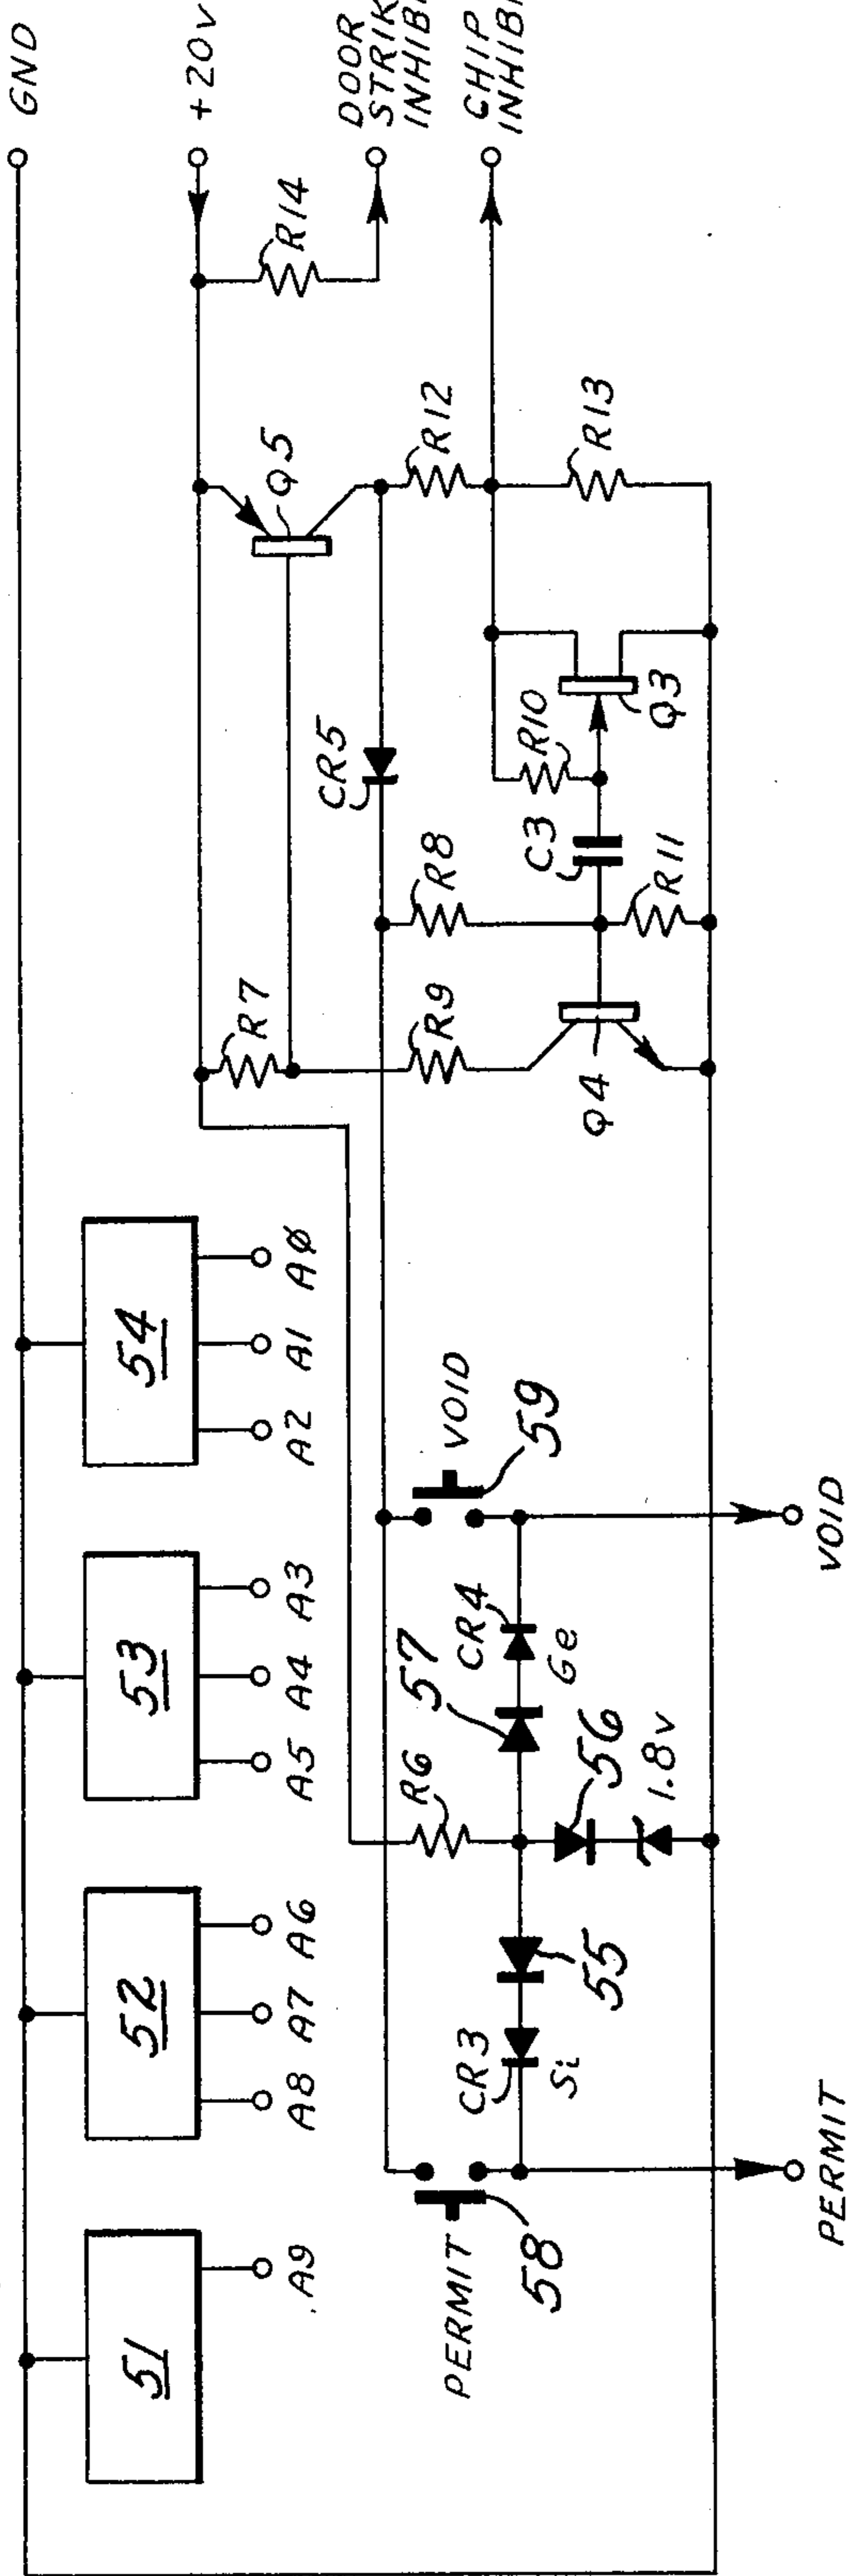 GND
+20v
DOOR
STRIK
INHIB
CHIP
INHIB
R14
Q5
R12
R13
CR5
R10
Q3
C3
R8
R11
R7
R9
Q4
54
A2 A1 AØ
53
A5 A4 A3
52
A8 A7 A6
51
A9
VOID
59
57
CR4
Ge
R6
56
1.8v
55
CR3
Si
PERMIT
58
VOID
PERMIT